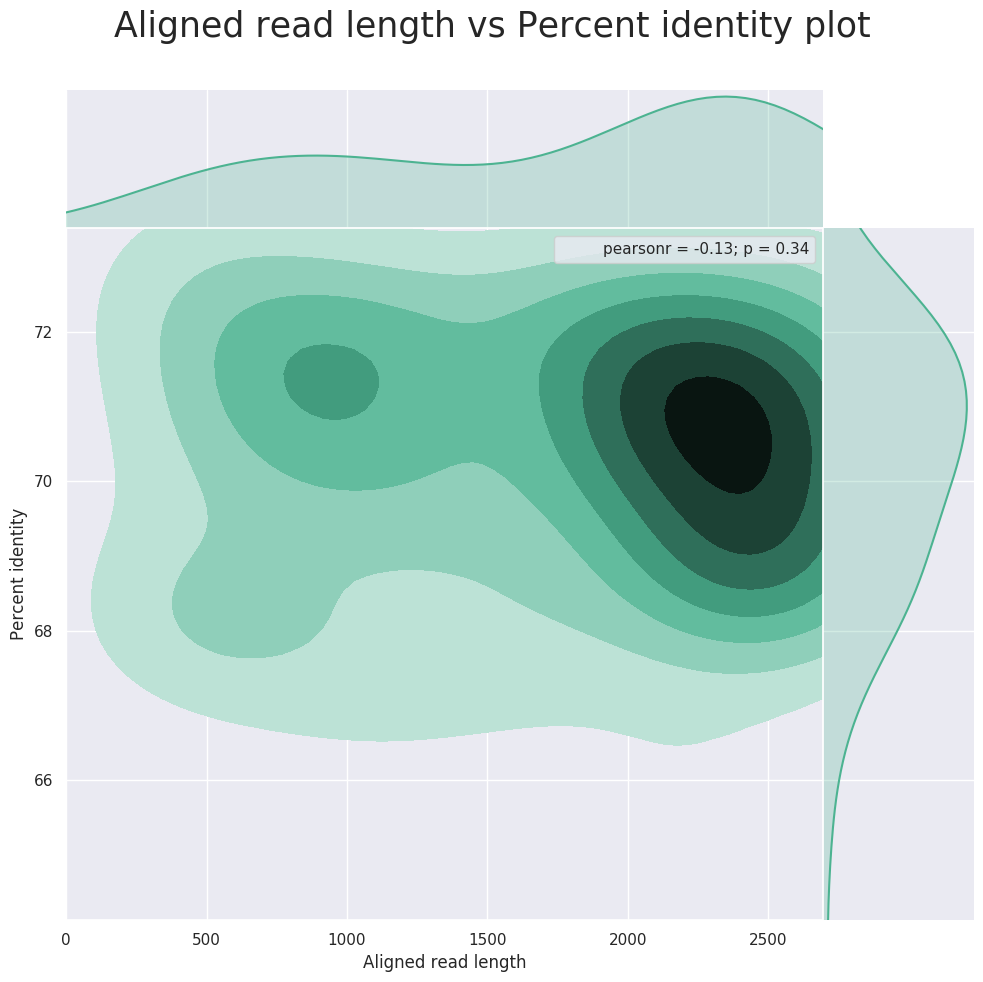 Aligned read length vs Percent identity plot
pearsonr = -0.13; p = 0.34
72
70
68
66
Percent identity
0 500 1000 1500 2000 2500
Aligned read length